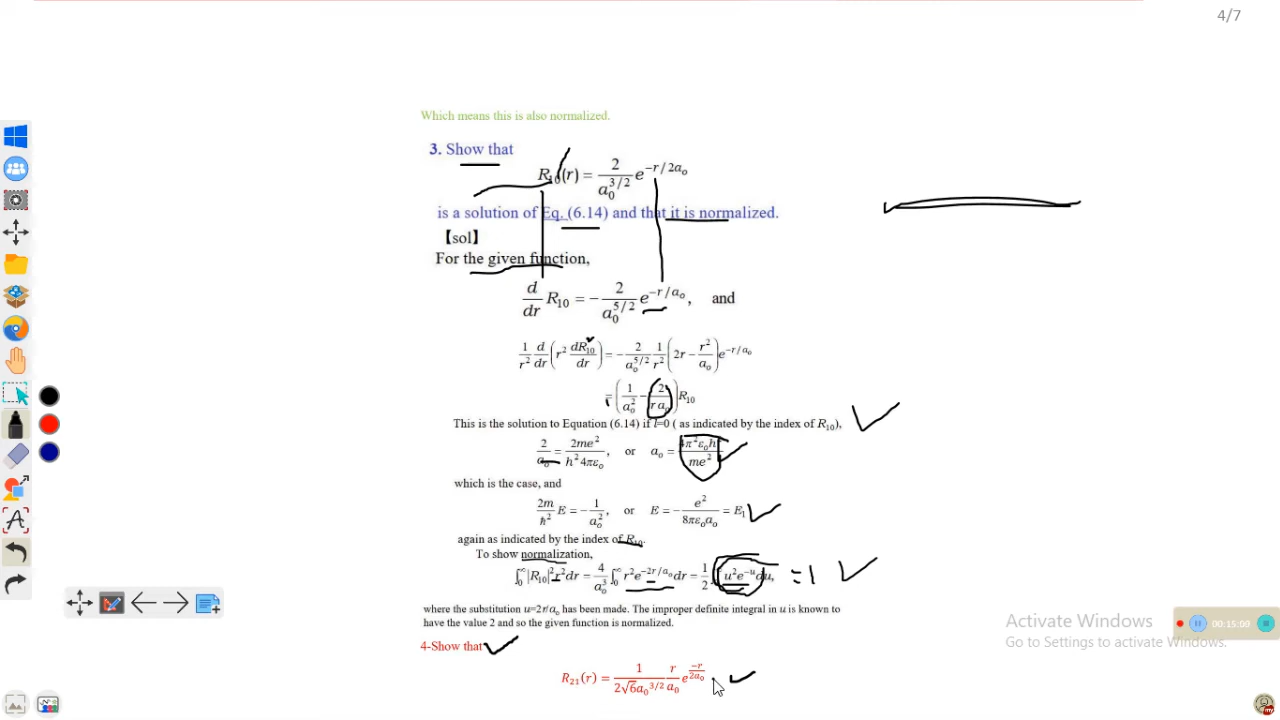 4/7
Which means this is also normalized.
3. Show that
R₁₀(r) = 2/a₀^{3/2} e^{-r/2a₀}
is a solution of Eq. (6.14) and that it is normalized.
【sol】
For the given function,
d/dr R₁₀ = - 2/a₀^{5/2} e^{-r/a₀}, and
1/r² d/dr (r² dR₁₀/dr) = - 2/a₀^{5/2} 1/r² (2r - r²/a₀) e^{-r/a₀}
= (1/a₀² - 2/(r a₀)) R₁₀
This is the solution to Equation (6.14) if l=0 ( as indicated by the index of R₁₀),
2/a₀ = 2me²/h²4πε₀, or a₀ = 4π²ε₀h/me²
which is the case, and
2m/ħ² E = - 1/a₀², or E = - e²/8πε₀a₀ = E₁
again as indicated by the index of R₁₀.
To show normalization,
∫₀^∞ |R₁₀|² r² dr = 4/a₀³ ∫₀^∞ r² e^{-2r/a₀} dr = 1/2 ∫ u² e^{-u} du, = 1
where the substitution u=2r/a₀ has been made. The improper definite integral in u is known to
have the value 2 and so the given function is normalized.
4-Show that
R₂₁(r) = 1/(2√6 a₀^{3/2}) r/a₀ e^{-r/2a₀}
Activate Windows
Go to Settings to activate Windows.
00:15:00